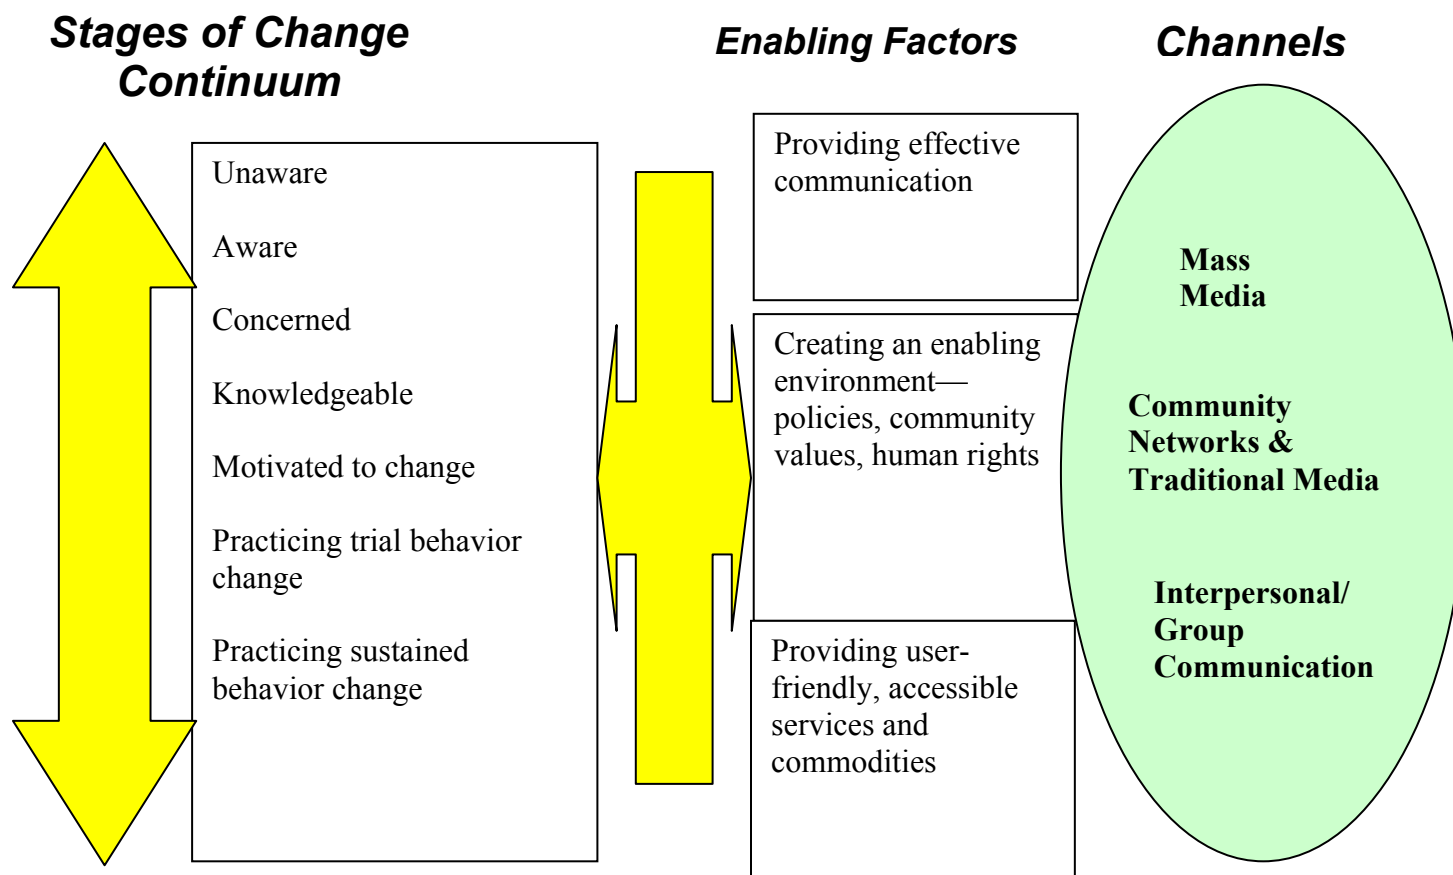 Stages of Change
Continuum
Enabling Factors
Channels
Unaware
Aware
Concerned
Knowledgeable
Motivated to change
Practicing trial behavior
change
Practicing sustained
behavior change
Providing effective
communication
Creating an enabling
environment—
policies, community
values, human rights
Providing user-
friendly, accessible
services and
commodities
Mass
Media
Community
Networks &
Traditional Media
Interpersonal/
Group
Communication